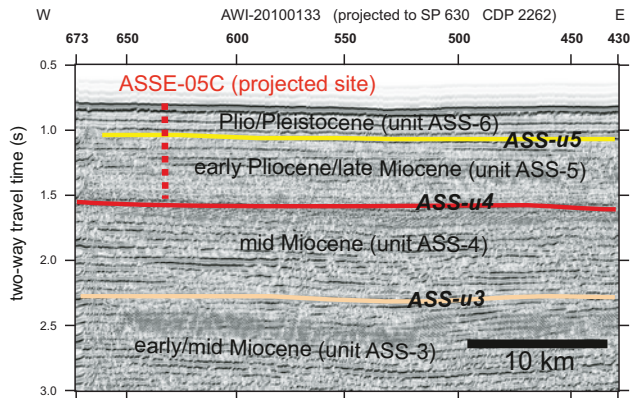 W AWI-20100133 (projected to SP 630 CDP 2262) E
673 650 600 550 500 450 430
0.5
ASSE-05C (projected site)
Plio/Pleistocene (unit ASS-6)
1.0
ASS-u5
early Pliocene/late Miocene (unit ASS-5)
1.5
ASS-u4
mid Miocene (unit ASS-4)
2.0
ASS-u3
2.5
early/mid Miocene (unit ASS-3)
10 km
3.0
two-way travel time (s)